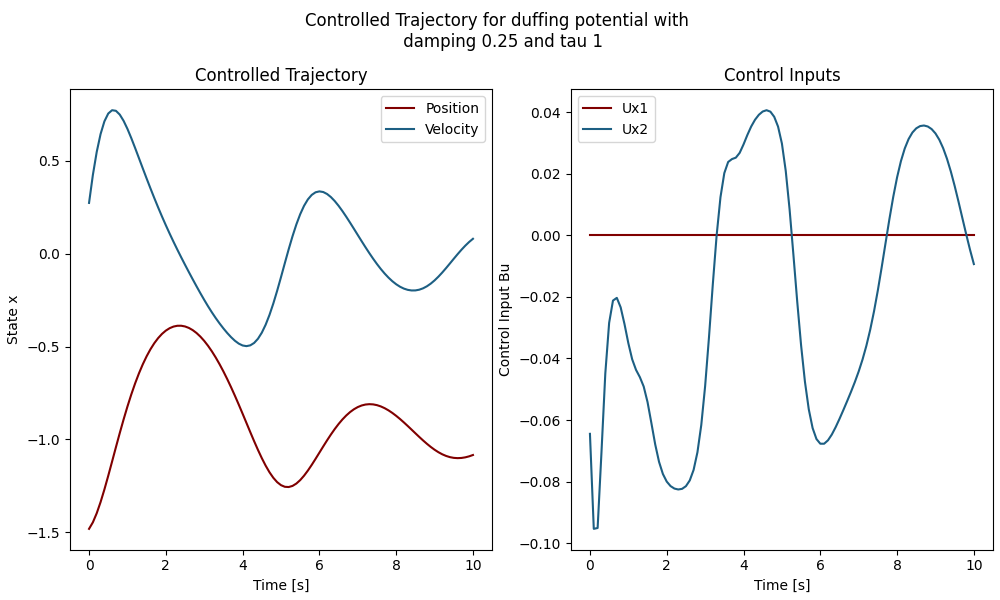 Controlled Trajectory for duffing potential with
damping 0.25 and tau 1
Controlled Trajectory
Position
Velocity
0.5
0.0
−0.5
−1.0
−1.5
State x
0 2 4 6 8 10
Time [s]
Control Inputs
Ux1
Ux2
0.04
0.02
0.00
−0.02
−0.04
−0.06
−0.08
−0.10
Control Input Bu
0 2 4 6 8 10
Time [s]